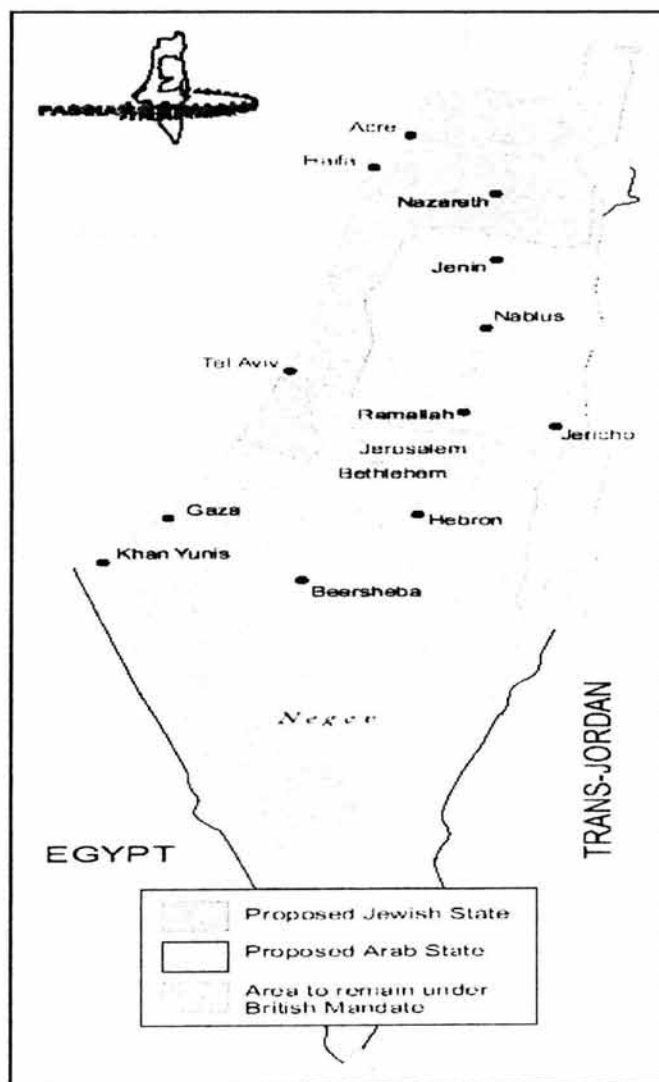 Acre
Haifa
Nazareth
Jenin
Nablus
Tel Aviv
Ramallah
Jericho
Jerusalem
Bethlehem
Gaza
Hebron
Khan Yunis
Beersheba
Negev
TRANS-JORDAN
EGYPT
Proposed Jewish State
Proposed Arab State
Area to remain under
British Mandate